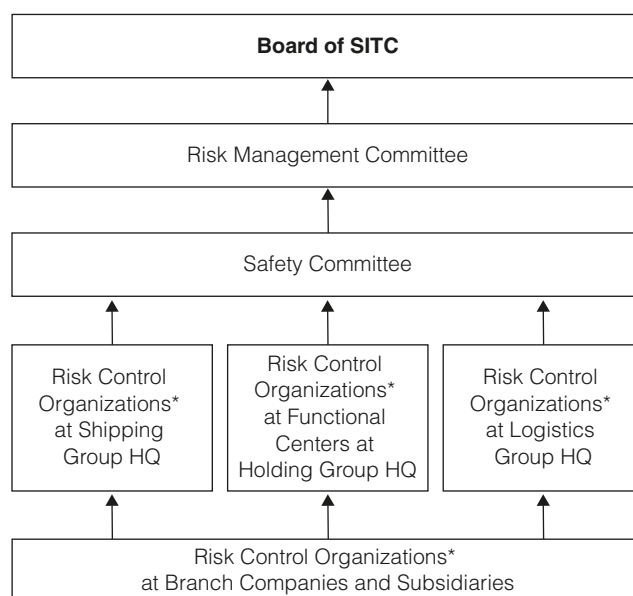 Board of SITC
Risk Management Committee
Safety Committee
Risk Control
Organizations*
at Shipping
Group HQ
Risk Control
Organizations*
at Functional
Centers at
Holding Group HQ
Risk Control
Organizations*
at Logistics
Group HQ
Risk Control Organizations*
at Branch Companies and Subsidiaries